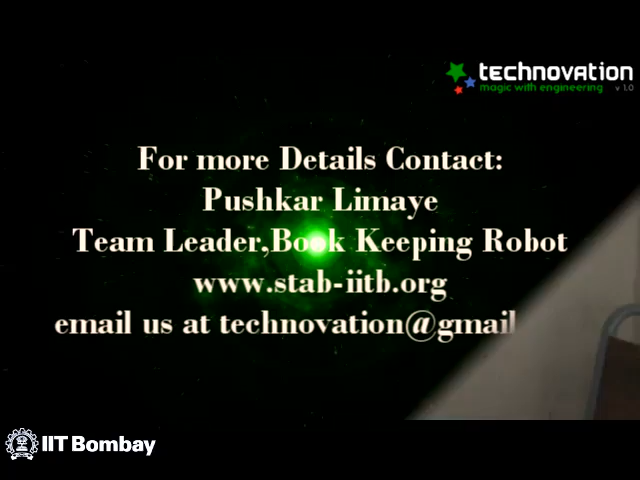 technovation
magic with engineering v 1.0
For more Details Contact:
Pushkar Limaye
Team Leader,Book Keeping Robot
www.stab-iitb.org
email us at technovation@gmail
IIT Bombay